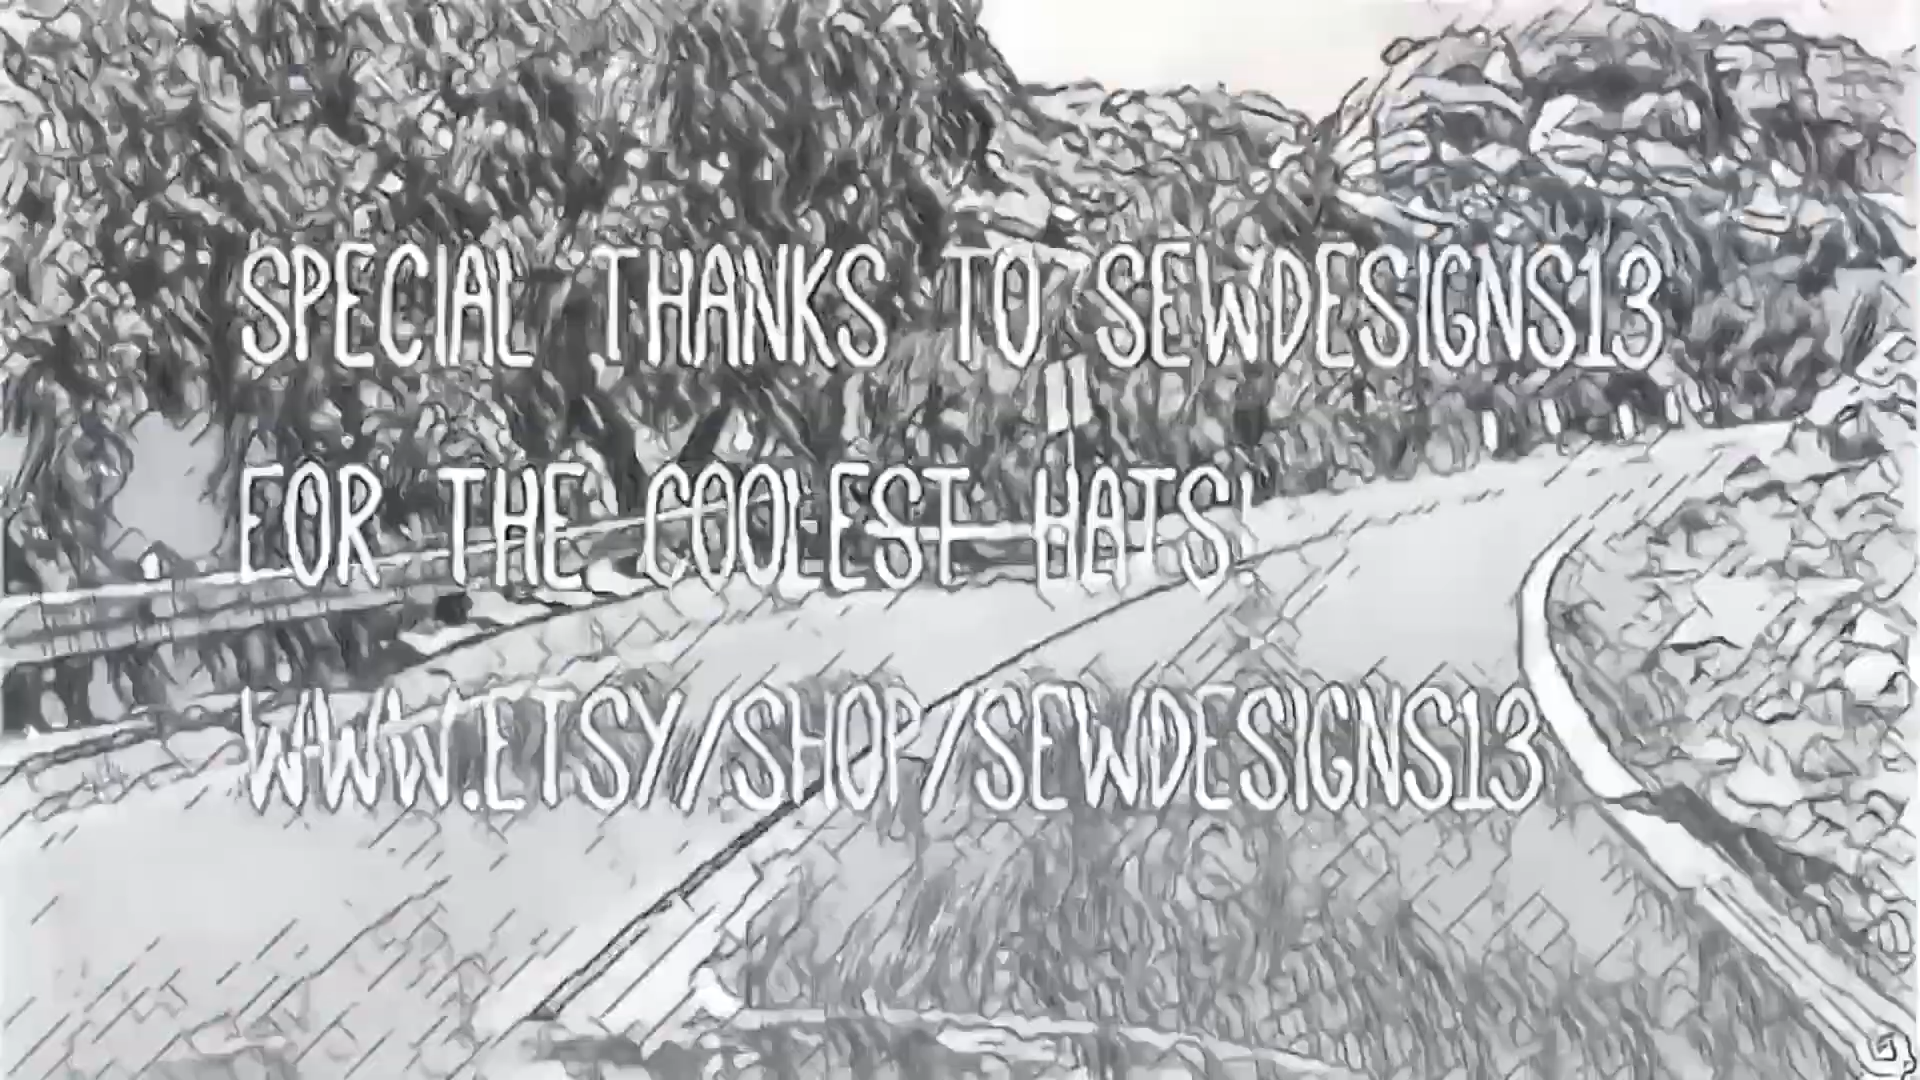 SPECIAL THANKS TO SEWDESIGNS13
FOR THE COOLEST HATS!
WWW.ETSY//SHOP/SEWDESIGNS13